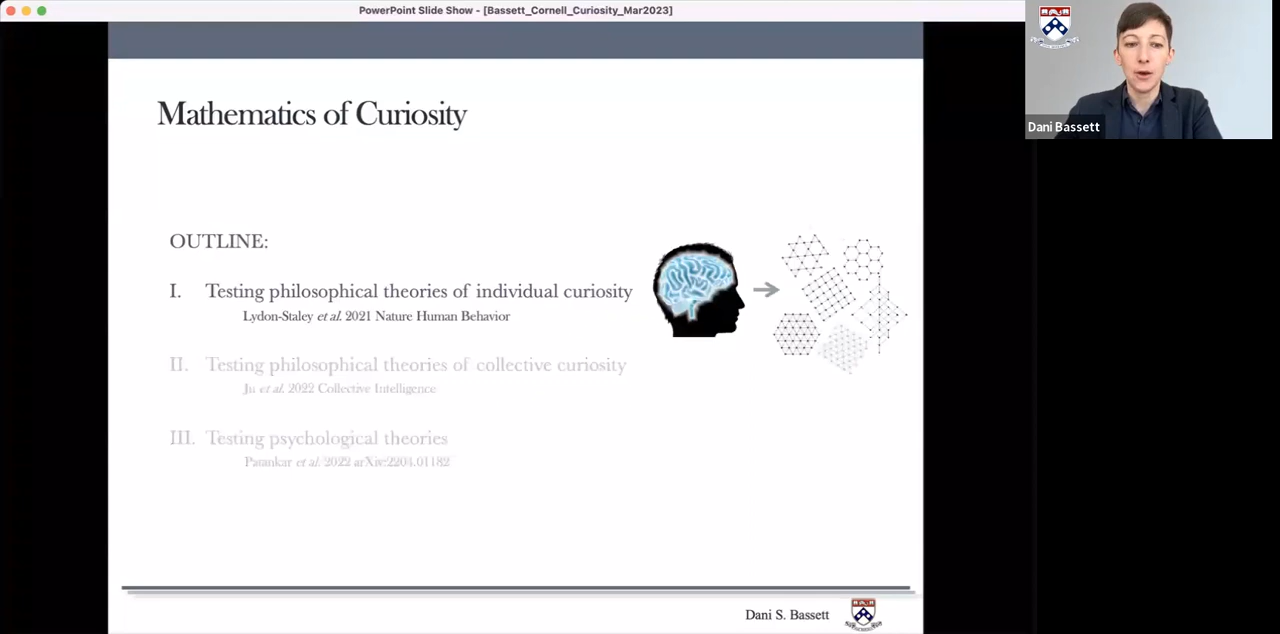 PowerPoint Slide Show - [Bassett_Cornell_Curiosity_Mar2023]
Dani Bassett
Mathematics of Curiosity
OUTLINE:
I. Testing philosophical theories of individual curiosity
Lydon-Staley et al. 2021 Nature Human Behavior
II. Testing philosophical theories of collective curiosity
Ju et al. 2022 Collective Intelligence
III. Testing psychological theories
Patankar et al. 2022 arXiv:2204.01182
Dani S. Bassett